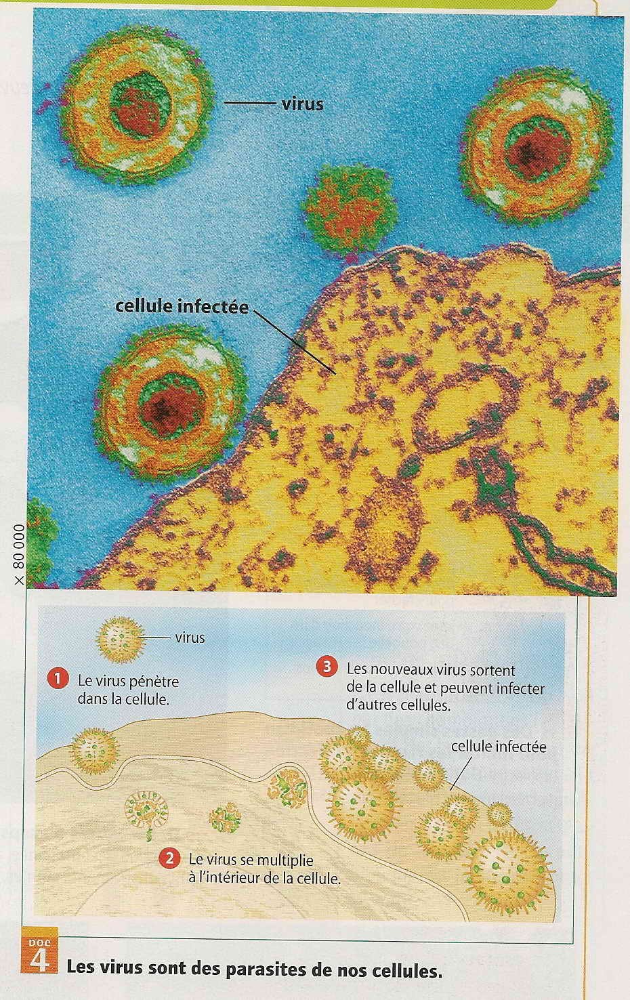 virus
cellule infectée
× 80 000
virus
1 Le virus pénètre
dans la cellule.
3 Les nouveaux virus sortent
de la cellule et peuvent infecter
d'autres cellules.
cellule infectée
2 Le virus se multiplie
à l'intérieur de la cellule.
DOC
4 Les virus sont des parasites de nos cellules.